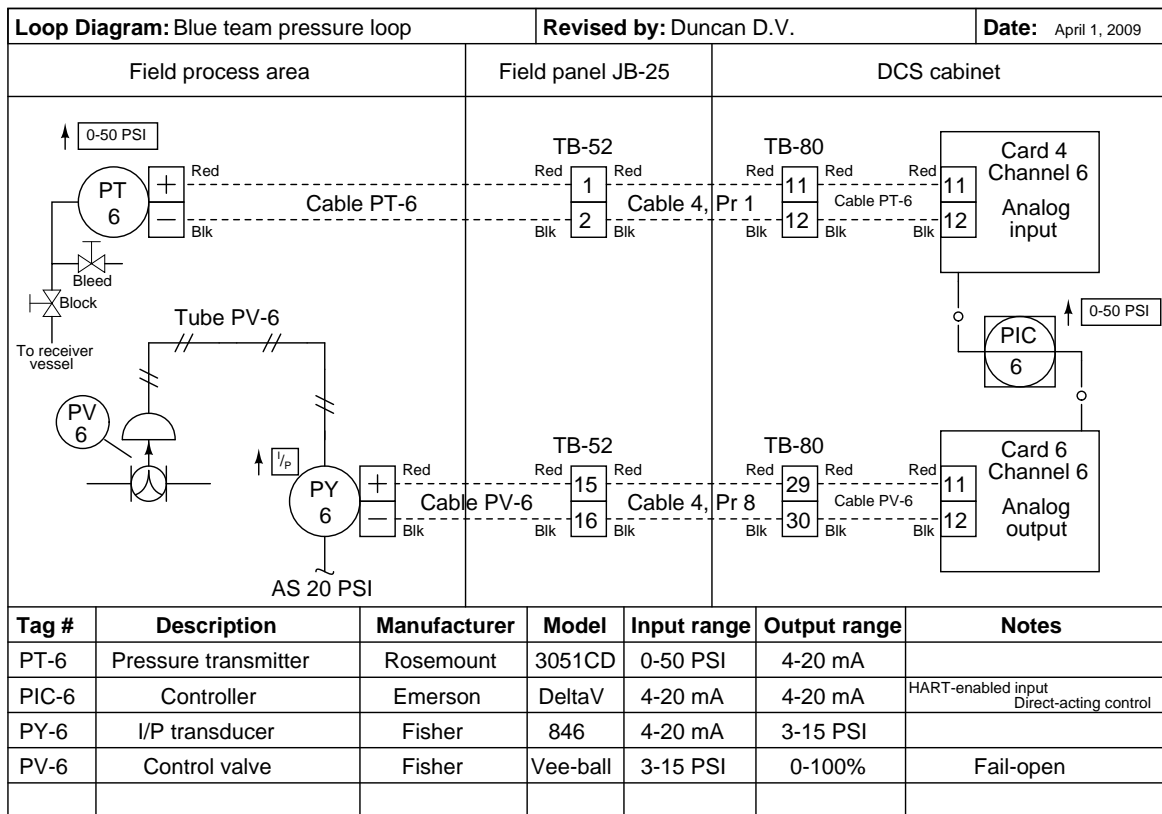 Loop Diagram: Blue team pressure loop Revised by: Duncan D.V. Date: April 1, 2009
Field process area Field panel JB-25 DCS cabinet
0-50 PSI
PT
6
+
–
Red
Blk
Cable PT-6
TB-52
Red 1 Red
Blk 2 Blk
Cable 4, Pr 1
TB-80
Red 11 Red
Blk 12 Blk
Cable PT-6
Red 11
Blk 12
Card 4
Channel 6
Analog
input
Bleed
Block
To receiver
vessel
Tube PV-6
0-50 PSI
PIC
6
PV
6
I/P
PY
6
AS 20 PSI
+
–
Red
Blk
Cable PV-6
TB-52
Red 15 Red
Blk 16 Blk
Cable 4, Pr 8
TB-80
Red 29 Red
Blk 30 Blk
Cable PV-6
Red 11
Blk 12
Card 6
Channel 6
Analog
output
Tag # Description Manufacturer Model Input range Output range Notes
PT-6 Pressure transmitter Rosemount 3051CD 0-50 PSI 4-20 mA
PIC-6 Controller Emerson DeltaV 4-20 mA 4-20 mA HART-enabled input
Direct-acting control
PY-6 I/P transducer Fisher 846 4-20 mA 3-15 PSI
PV-6 Control valve Fisher Vee-ball 3-15 PSI 0-100% Fail-open